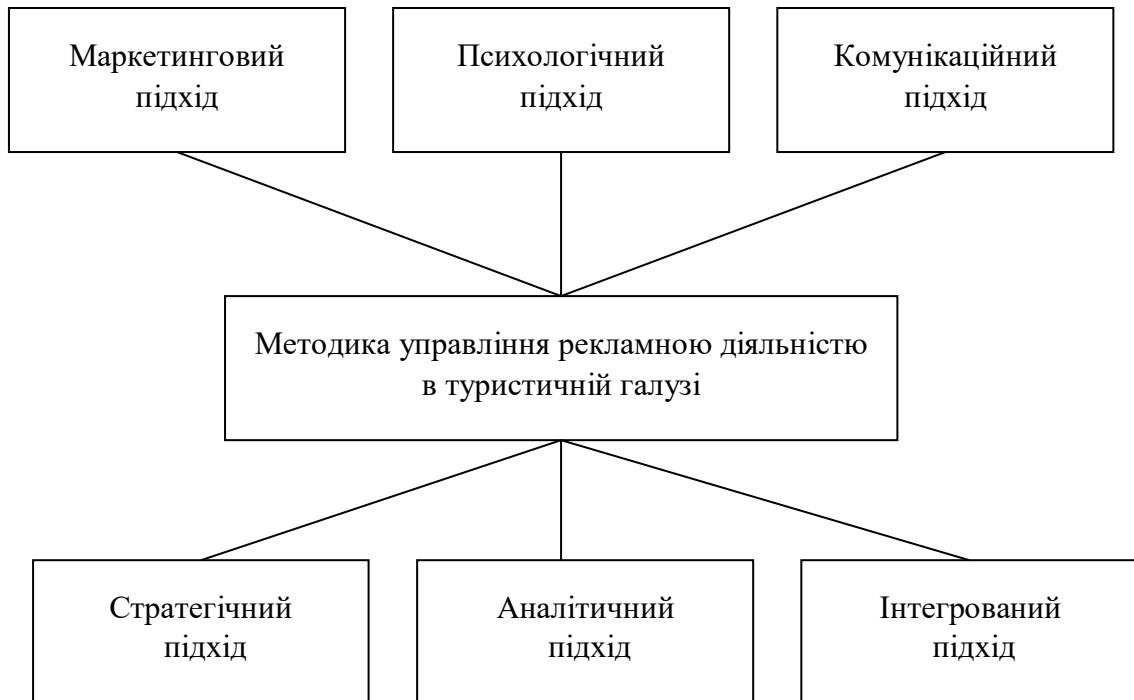 Маркетинговий
підхід
Психологічний
підхід
Комунікаційний
підхід
Методика управління рекламною діяльністю
в туристичній галузі
Стратегічний
підхід
Аналітичний
підхід
Інтегрований
підхід